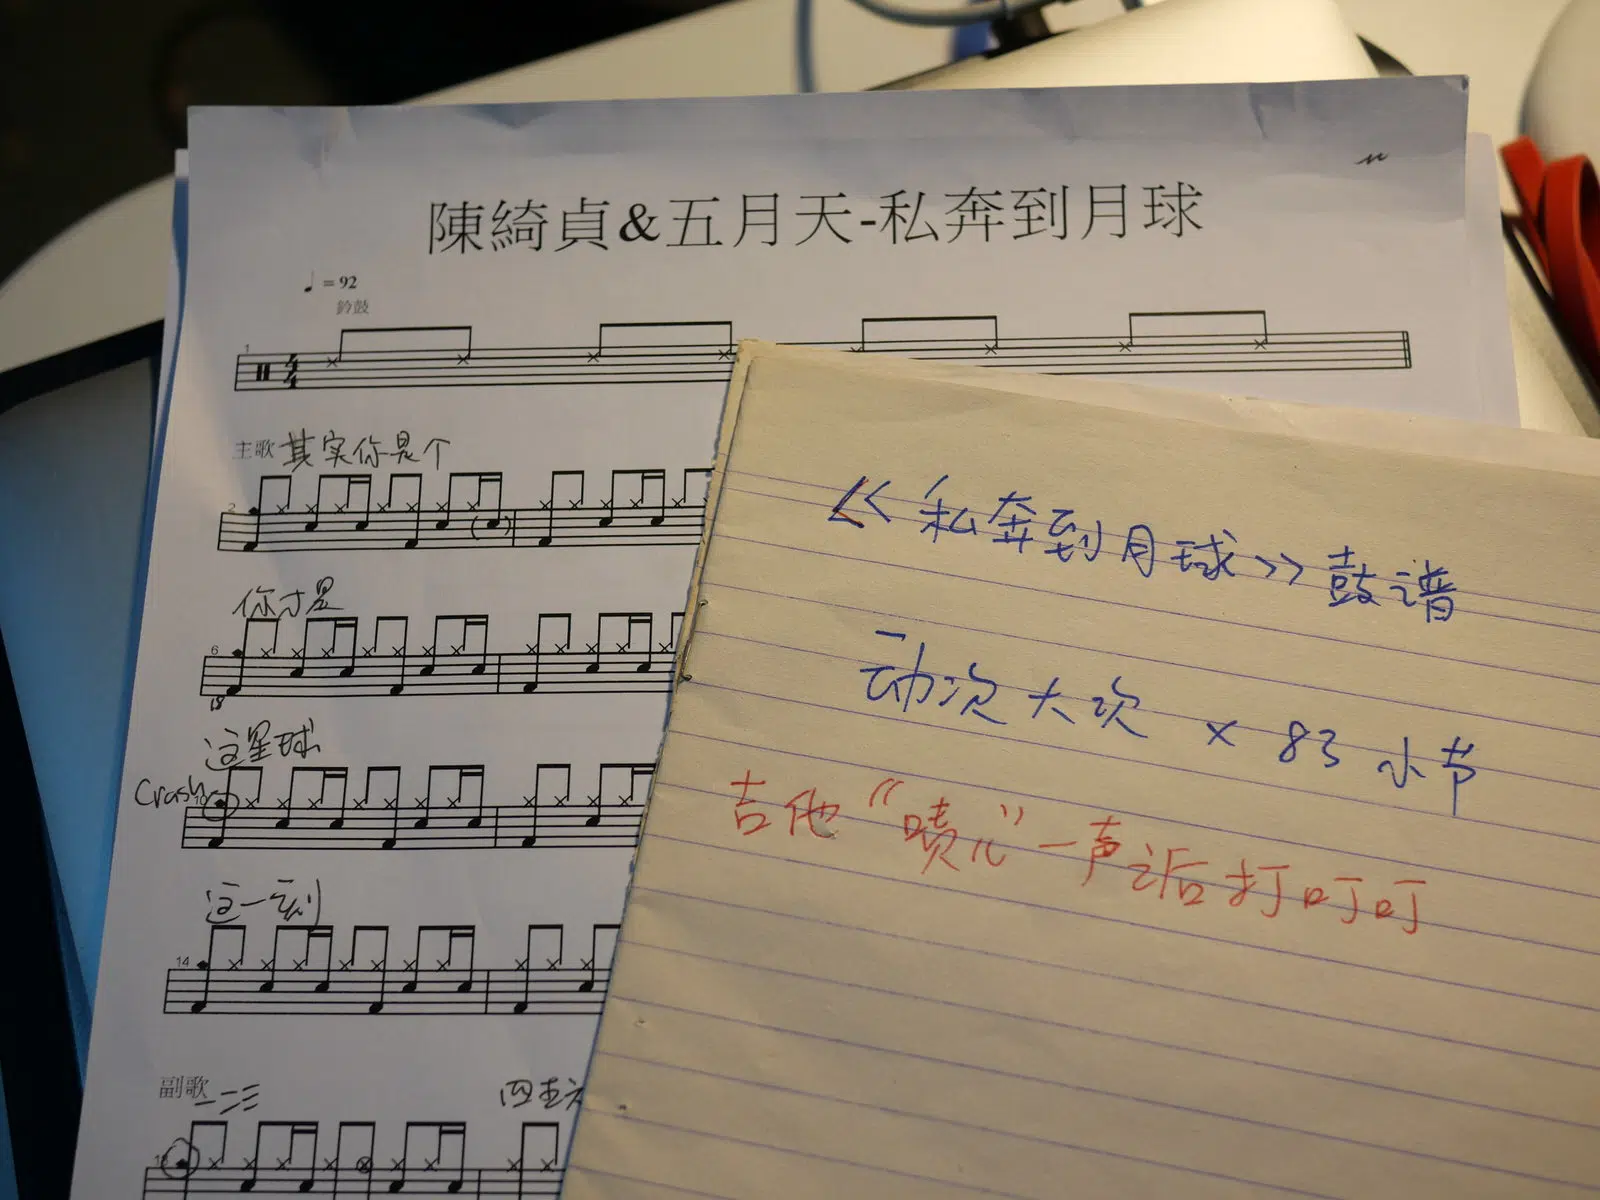 陳綺貞&五月天-私奔到月球
♩= 92
鈴鼓
1
主歌 其实你是个
2
你才是
6
18
这星球
Crash
这一刻
14
副歌 一二三
四五六
《私奔到月球》鼓谱
动次大次 × 83 小节
吉他“啧儿”一声之后打叮叮